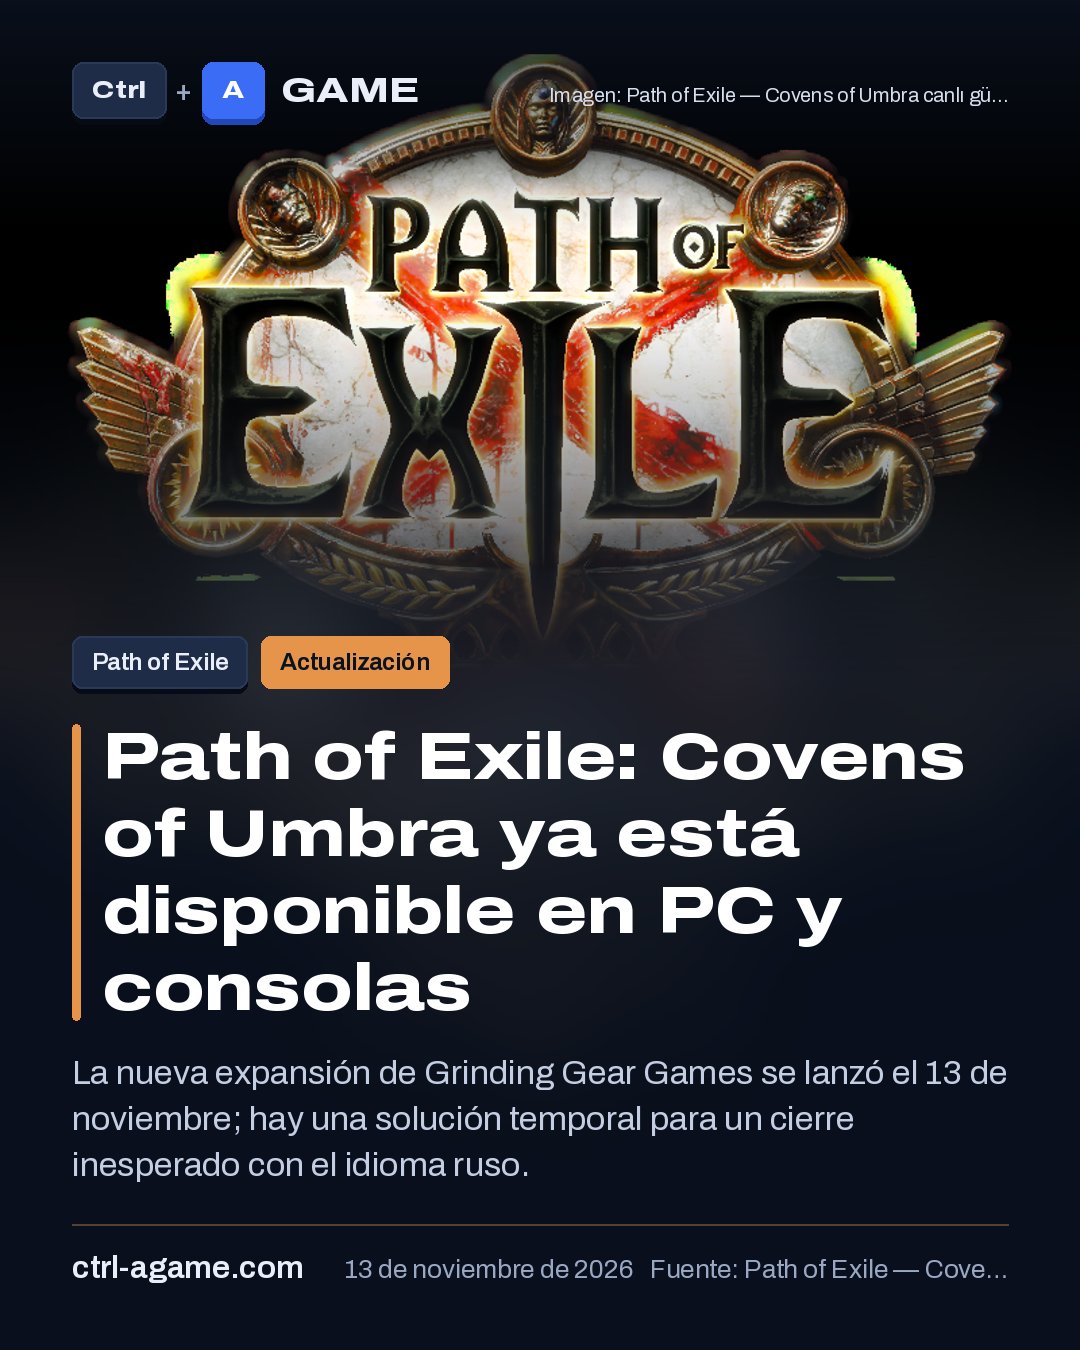 Ctrl + A GAME
Imagen: Path of Exile — Covens of Umbra canlı gü...
PATH OF
EXILE
Path of Exile
Actualización
Path of Exile: Covens
of Umbra ya está
disponible en PC y
consolas
La nueva expansión de Grinding Gear Games se lanzó el 13 de
noviembre; hay una solución temporal para un cierre
inesperado con el idioma ruso.
ctrl-agame.com
13 de noviembre de 2026 Fuente: Path of Exile — Cove...